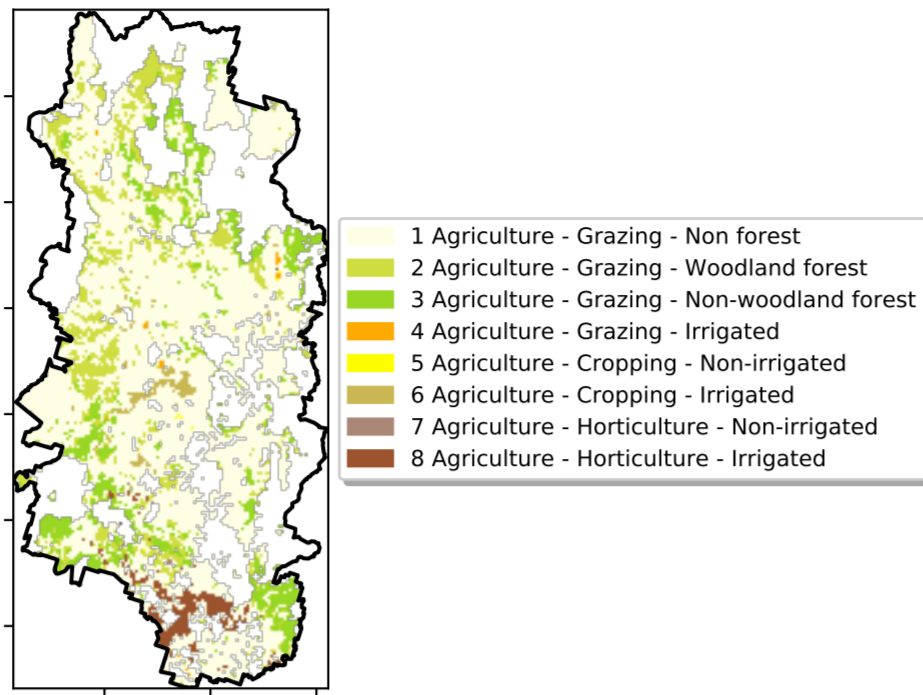 1 Agriculture - Grazing - Non forest
2 Agriculture - Grazing - Woodland forest
3 Agriculture - Grazing - Non-woodland forest
4 Agriculture - Grazing - Irrigated
5 Agriculture - Cropping - Non-irrigated
6 Agriculture - Cropping - Irrigated
7 Agriculture - Horticulture - Non-irrigated
8 Agriculture - Horticulture - Irrigated